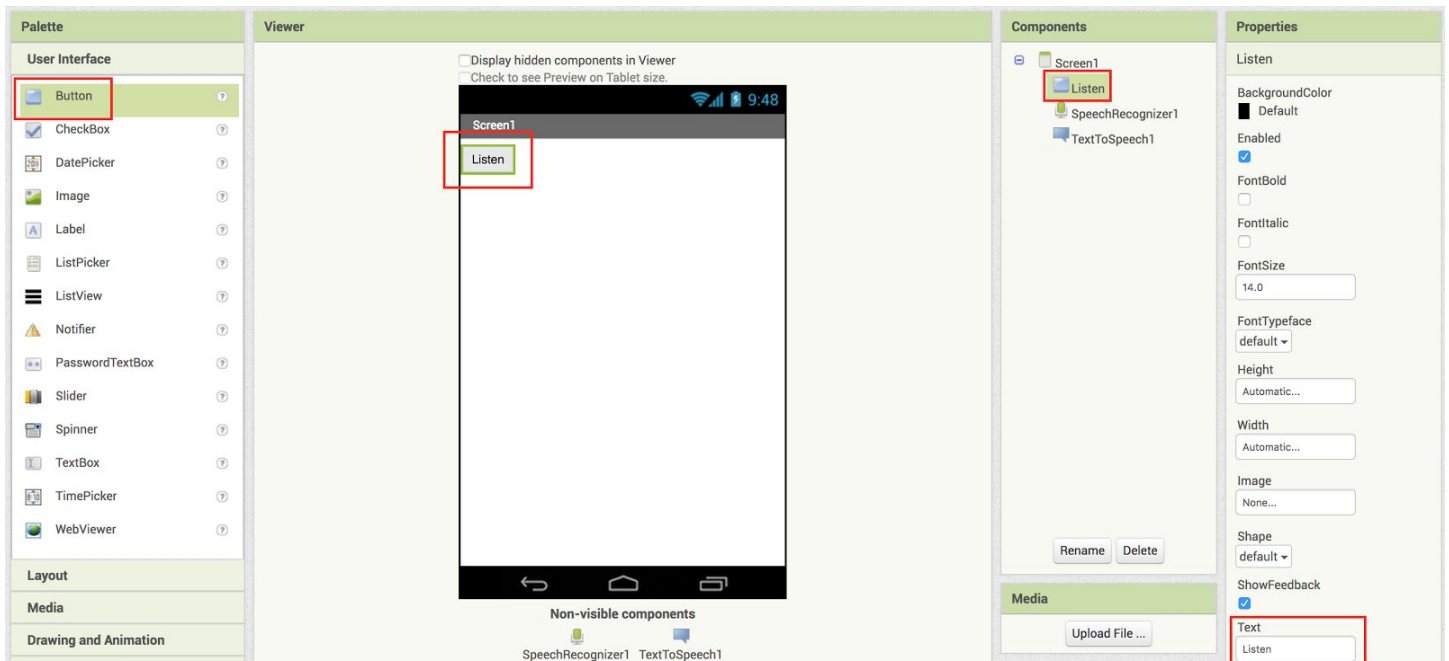 Palette
User Interface
Button
CheckBox
DatePicker
Image
Label
ListPicker
ListView
Notifier
PasswordTextBox
Slider
Spinner
TextBox
TimePicker
WebViewer
Layout
Media
Drawing and Animation
Viewer
Display hidden components in Viewer
Check to see Preview on Tablet size.
9:48
Screen1
Listen
Non-visible components
SpeechRecognizer1 TextToSpeech1
Components
Screen1
Listen
SpeechRecognizer1
TextToSpeech1
Rename Delete
Media
Upload File ...
Properties
Listen
BackgroundColor
Default
Enabled
FontBold
FontItalic
FontSize
14.0
FontTypeface
default
Height
Automatic...
Width
Automatic...
Image
None...
Shape
default
ShowFeedback
Text
Listen